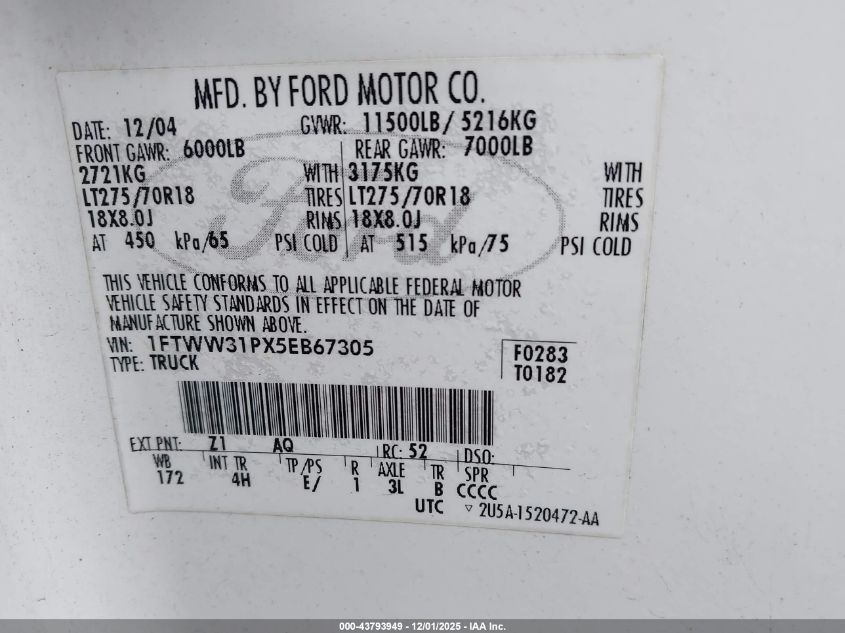 MFD. BY FORD MOTOR CO.
DATE: 12/04 GVWR: 11500LB/ 5216KG
FRONT GAWR: 6000LB REAR GAWR: 7000LB
2721KG WITH 3175KG WITH
LT275/70R18 TIRES LT275/70R18 TIRES
18X8.0J RIMS 18X8.0J RIMS
AT 450 kPa/65 PSI COLD AT 515 kPa/75 PSI COLD
Ford
THIS VEHICLE CONFORMS TO ALL APPLICABLE FEDERAL MOTOR
VEHICLE SAFETY STANDARDS IN EFFECT ON THE DATE OF
MANUFACTURE SHOWN ABOVE.
VIN: 1FTWW31PX5EB67305 F0283
TYPE: TRUCK T0182
EXT PNT: Z1 AQ RC: 52 DSO:
WB INT TR TP/PS R AXLE TR SPR
172 4H E/ 1 3L B CCCC
UTC ▽ 2U5A-1520472-AA
000-43793949 - 12/01/2025 - IAA Inc.